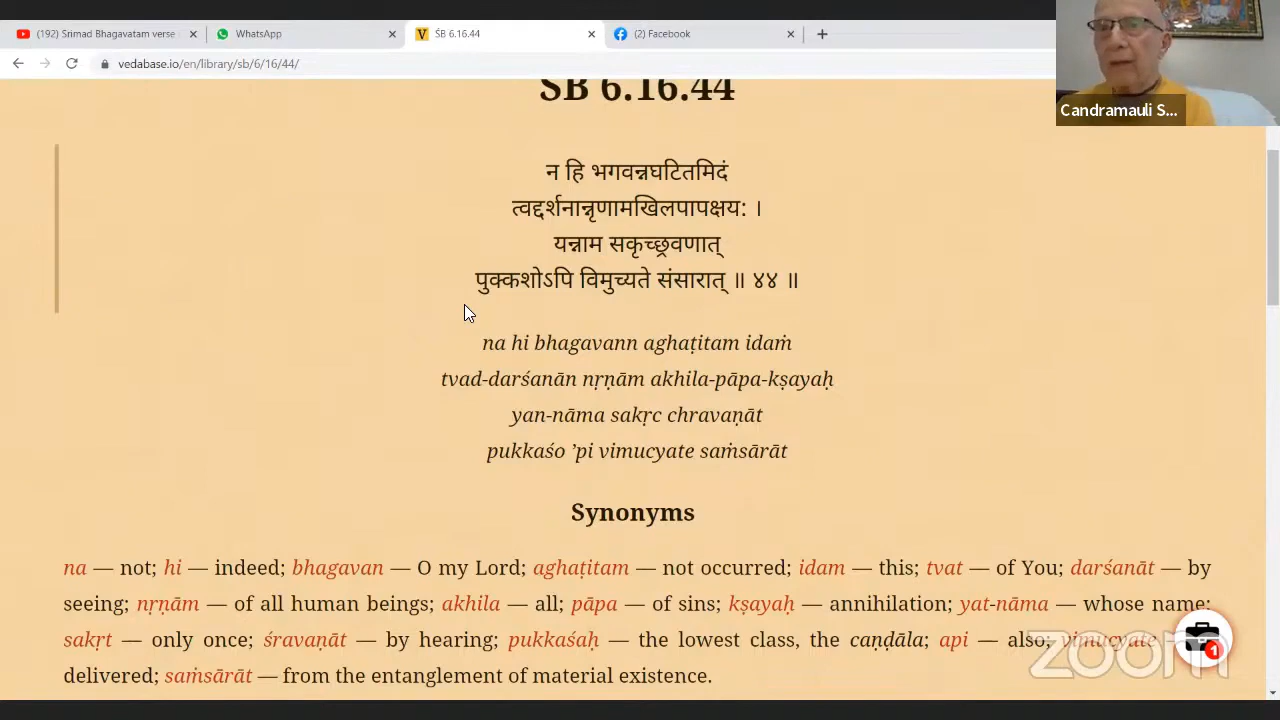 (192) Srimad Bhagavatam verse
WhatsApp
ŚB 6.16.44
(2) Facebook
vedabase.io/en/library/sb/6/16/44/
Candramauli S...
ŚB 6.16.44
न हि भगवन्नघटितमिदं
त्वद्दर्शनान्नृणामखिलपापक्षय: ।
यन्नाम सकृच्छ्रवणात्
पुक्कशोऽपि विमुच्यते संसारात् ॥ ४४ ॥
na hi bhagavann aghaṭitam idaṁ
tvad-darśanān nṛṇām akhila-pāpa-kṣayaḥ
yan-nāma sakṛc chravaṇāt
pukkaśo ’pi vimucyate saṁsārāt
Synonyms
na — not; hi — indeed; bhagavan — O my Lord; aghaṭitam — not occurred; idam — this; tvat — of You; darśanāt — by
seeing; nṛṇām — of all human beings; akhila — all; pāpa — of sins; kṣayaḥ — annihilation; yat-nāma — whose name;
sakṛt — only once; śravaṇāt — by hearing; pukkaśaḥ — the lowest class, the caṇḍāla; api — also; vimucyate
delivered; saṁsārāt — from the entanglement of material existence.
1
zoom